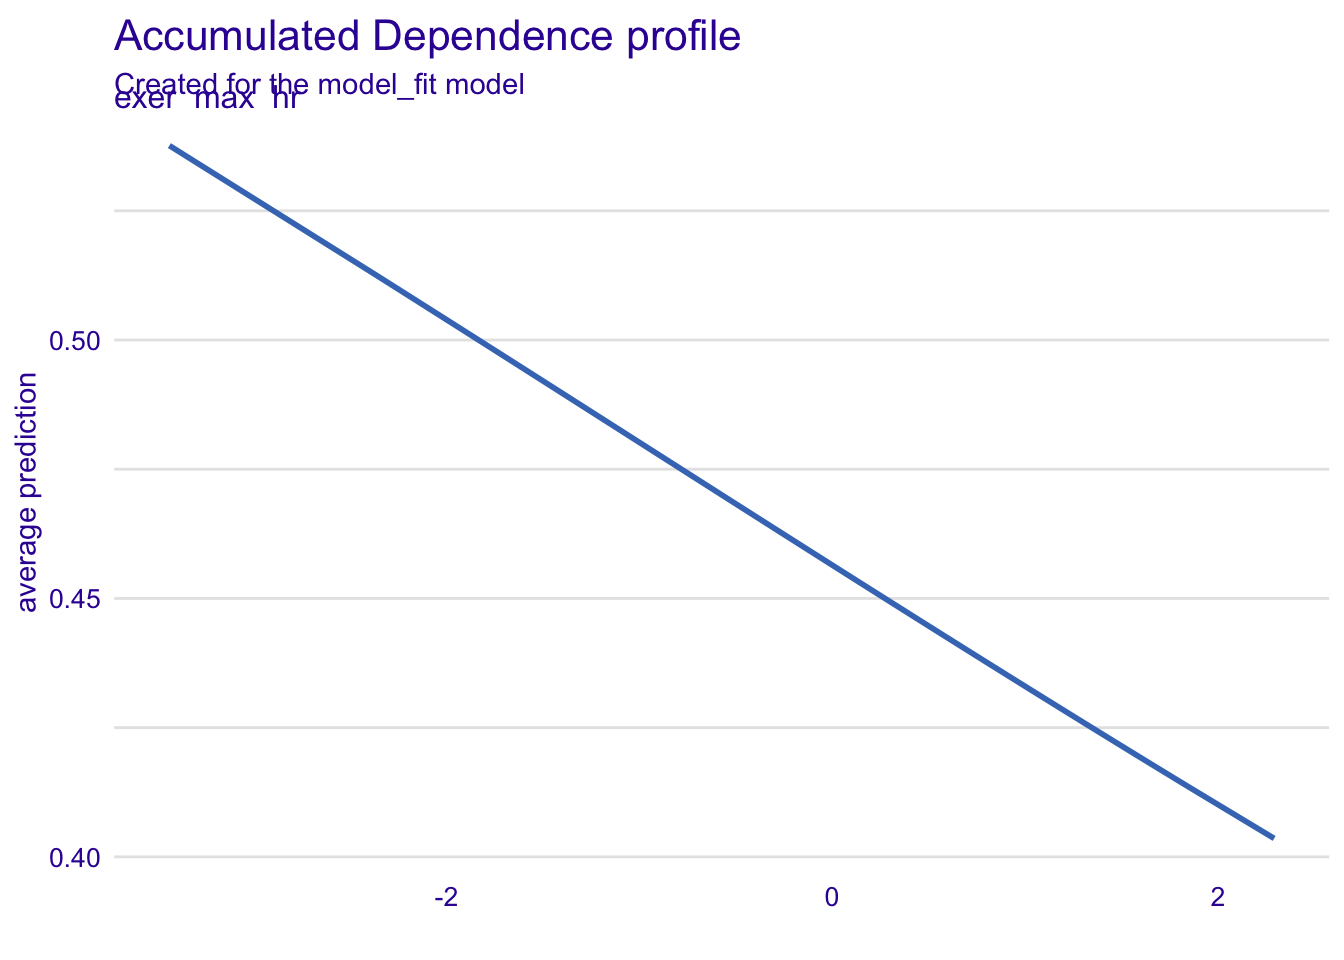 Accumulated Dependence profile
Created for the model_fit model
exer_max_hr
average prediction
0.50
0.45
0.40
-2
0
2